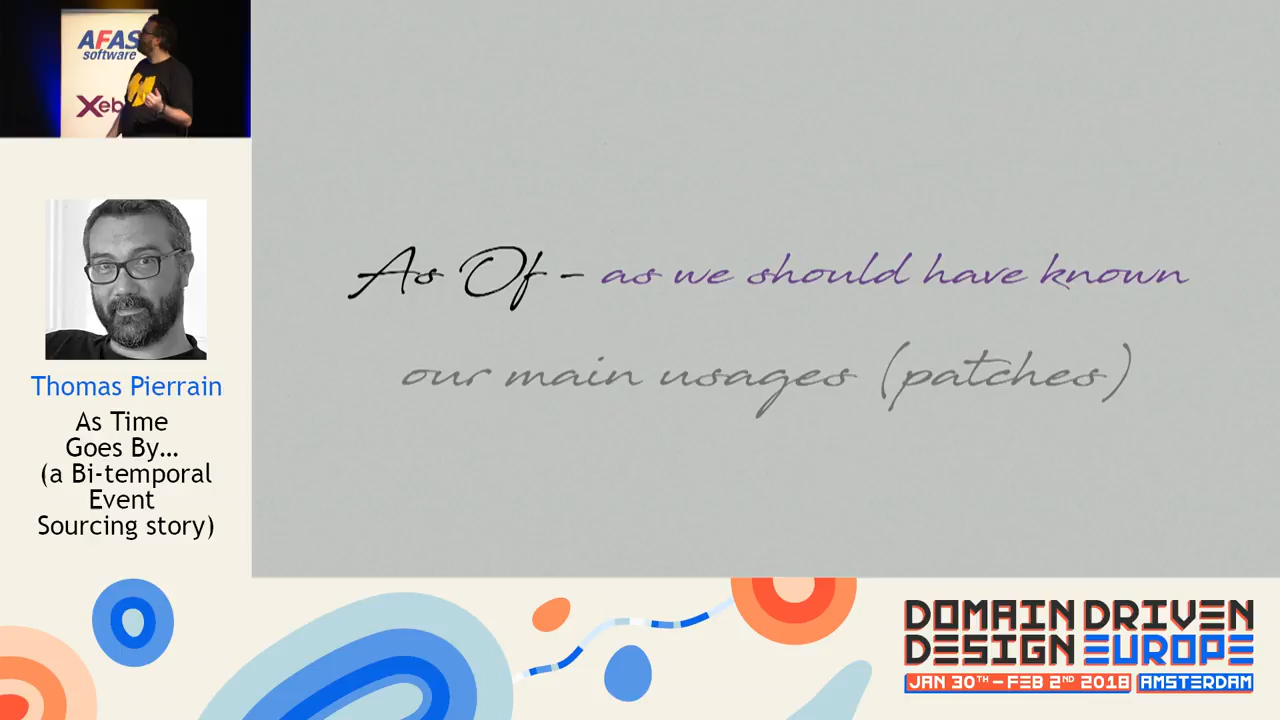 AFAS
software
Xeb
As Of - as we should have known
our main usages (patches)
Thomas Pierrain
As Time
Goes By...
(a Bi-temporal
Event
Sourcing story)
DOMAIN DRIVEN
DESIGN EUROPE
JAN 30TH - FEB 2ND 2018 AMSTERDAM